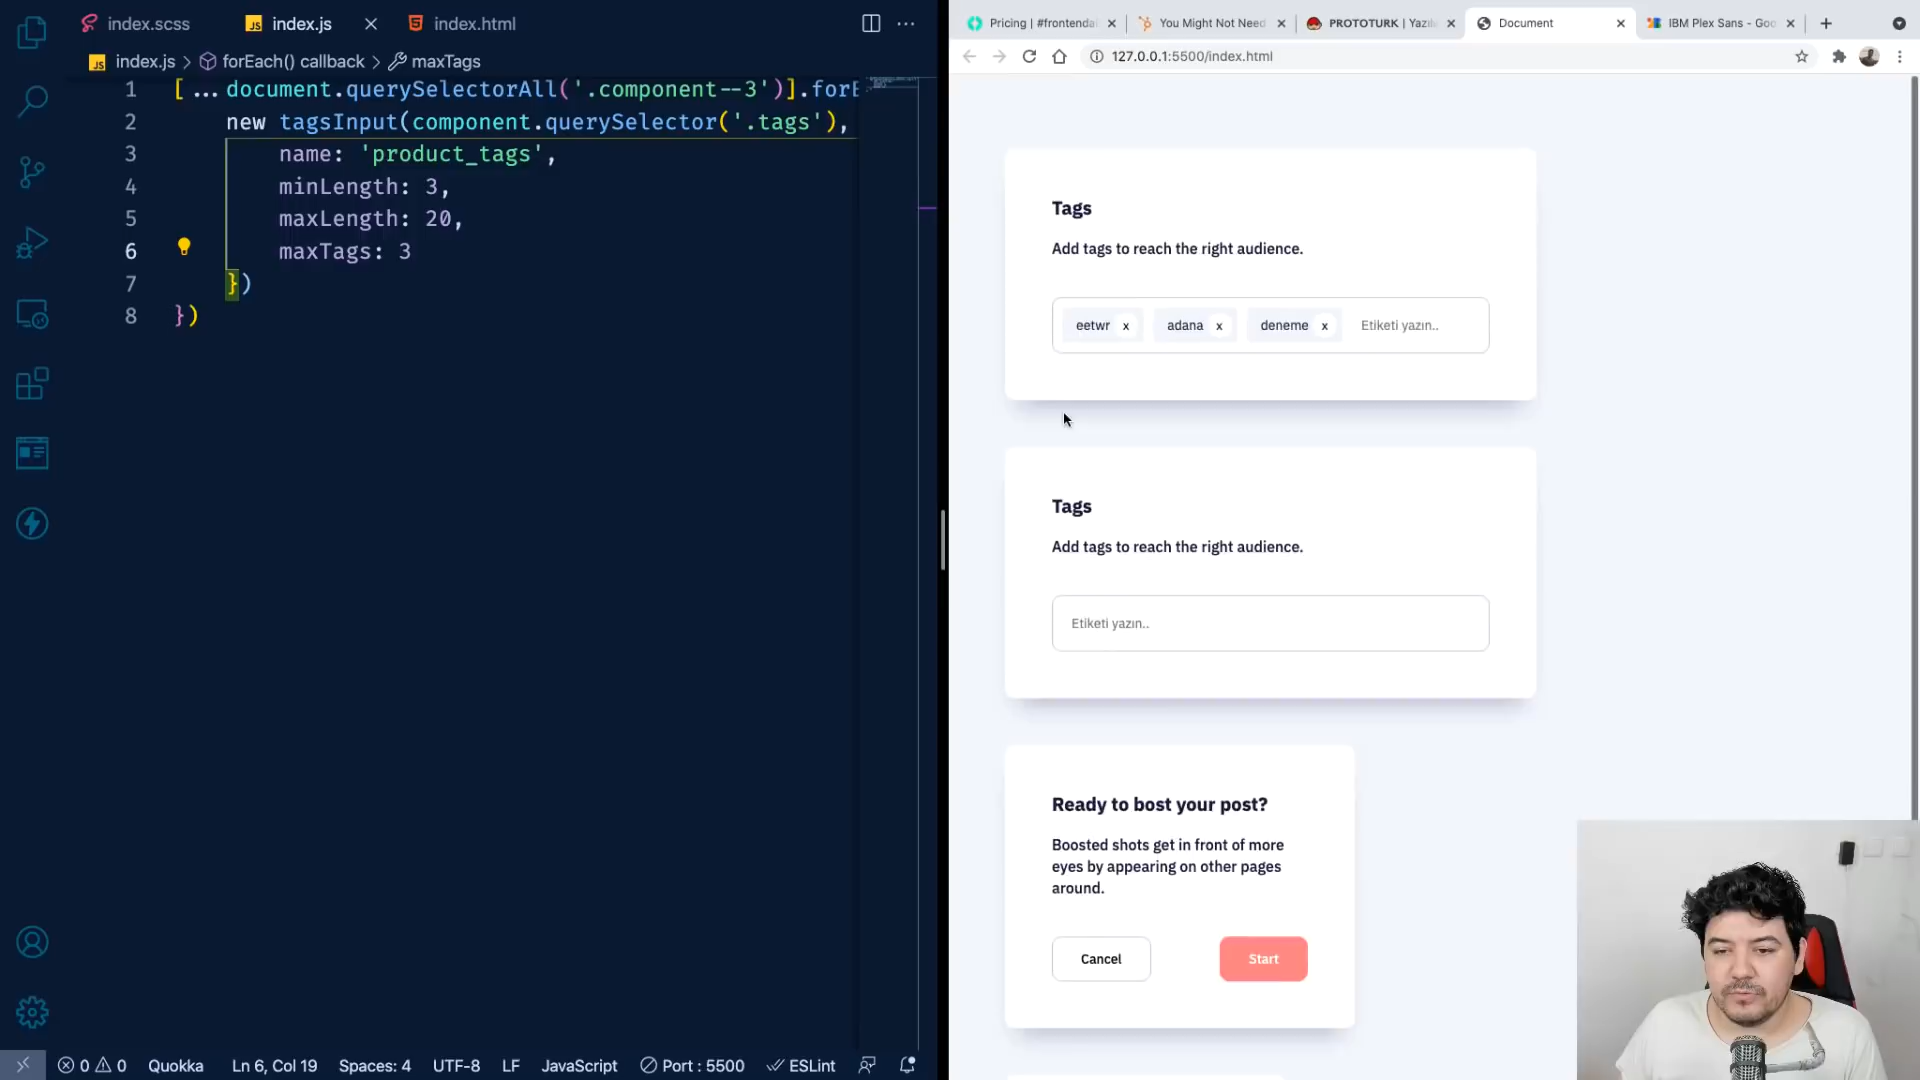 index.scss
index.js
index.html
index.js > forEach() callback > maxTags
1 [...document.querySelectorAll('.component--3')].forE
2 new tagsInput(component.querySelector('.tags'),
3 name: 'product_tags',
4 minLength: 3,
5 maxLength: 20,
6 maxTags: 3
7 })
8 })
0 0
Quokka
Ln 6, Col 19
Spaces: 4
UTF-8
LF
JavaScript
Port : 5500
ESLint
Pricing | #frontendai
You Might Not Need
PROTOTURK | Yazılı
Document
IBM Plex Sans - Goo
127.0.0.1:5500/index.html
Tags
Add tags to reach the right audience.
eetwr x adana x deneme x Etiketi yazın..
Tags
Add tags to reach the right audience.
Etiketi yazın..
Ready to bost your post?
Boosted shots get in front of more
eyes by appearing on other pages
around.
Cancel Start